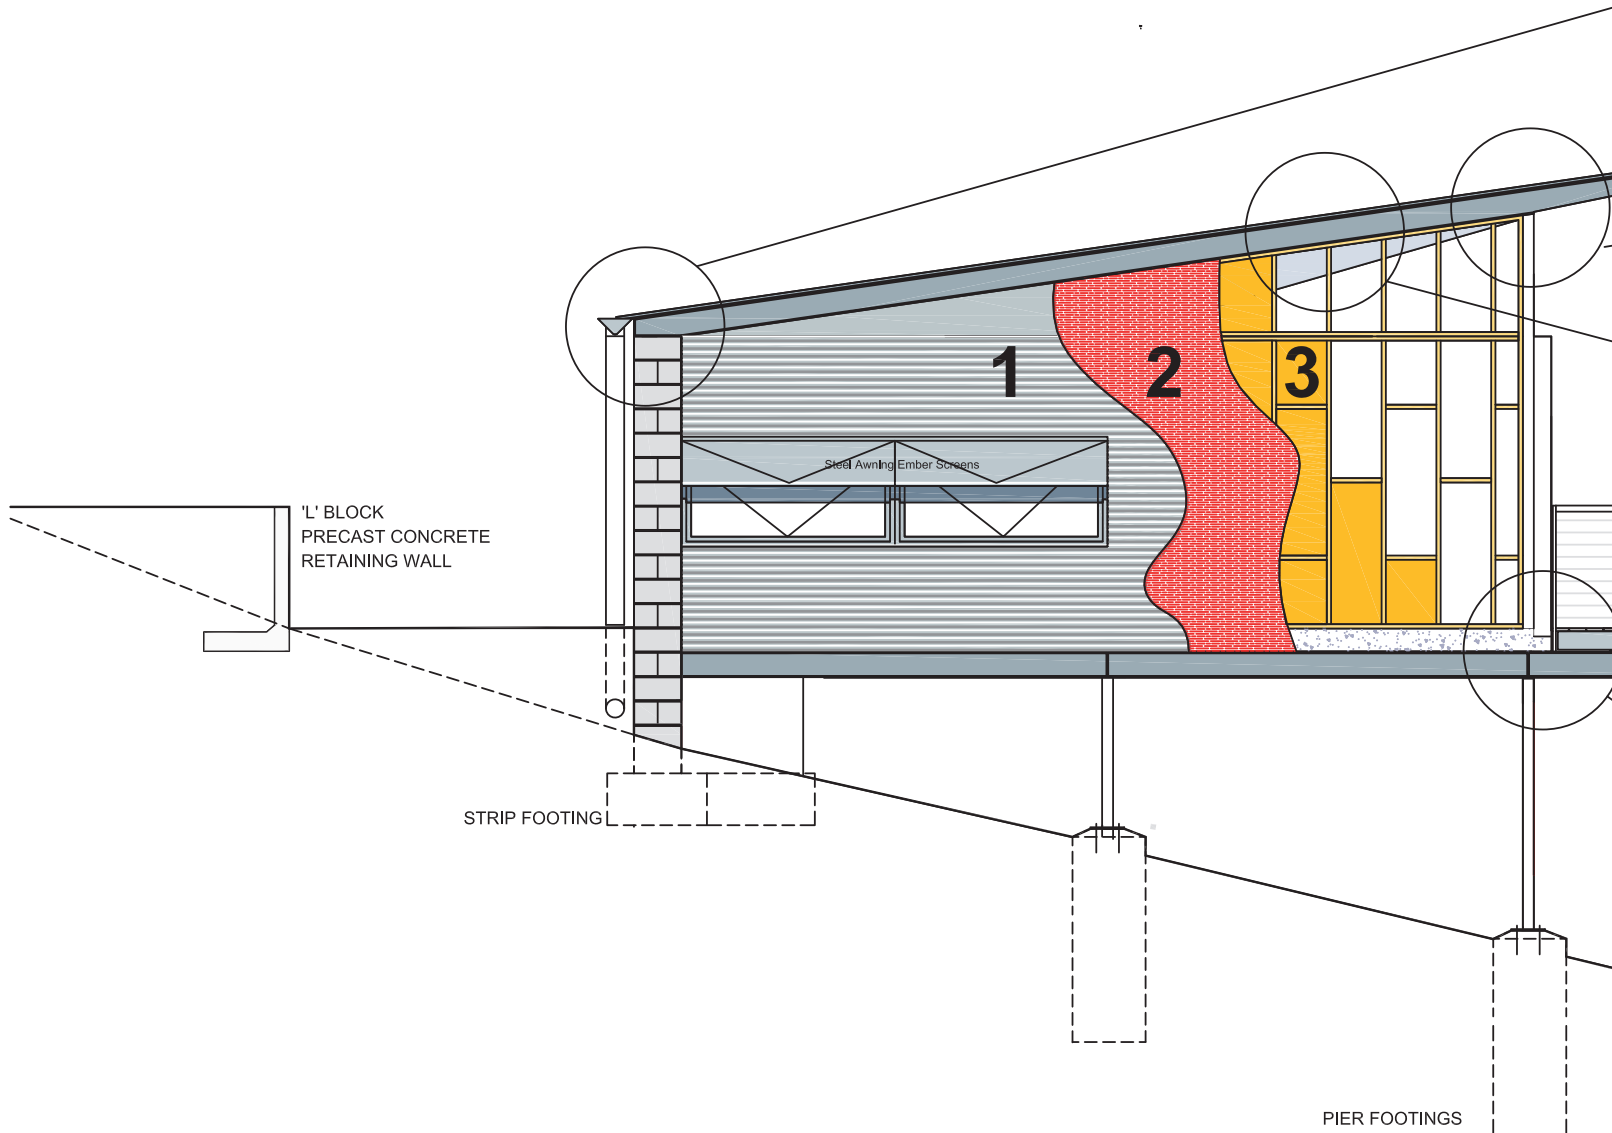 1
2
3
Steel Awning Ember Screens
'L' BLOCK
PRECAST CONCRETE
RETAINING WALL
STRIP FOOTING
PIER FOOTINGS